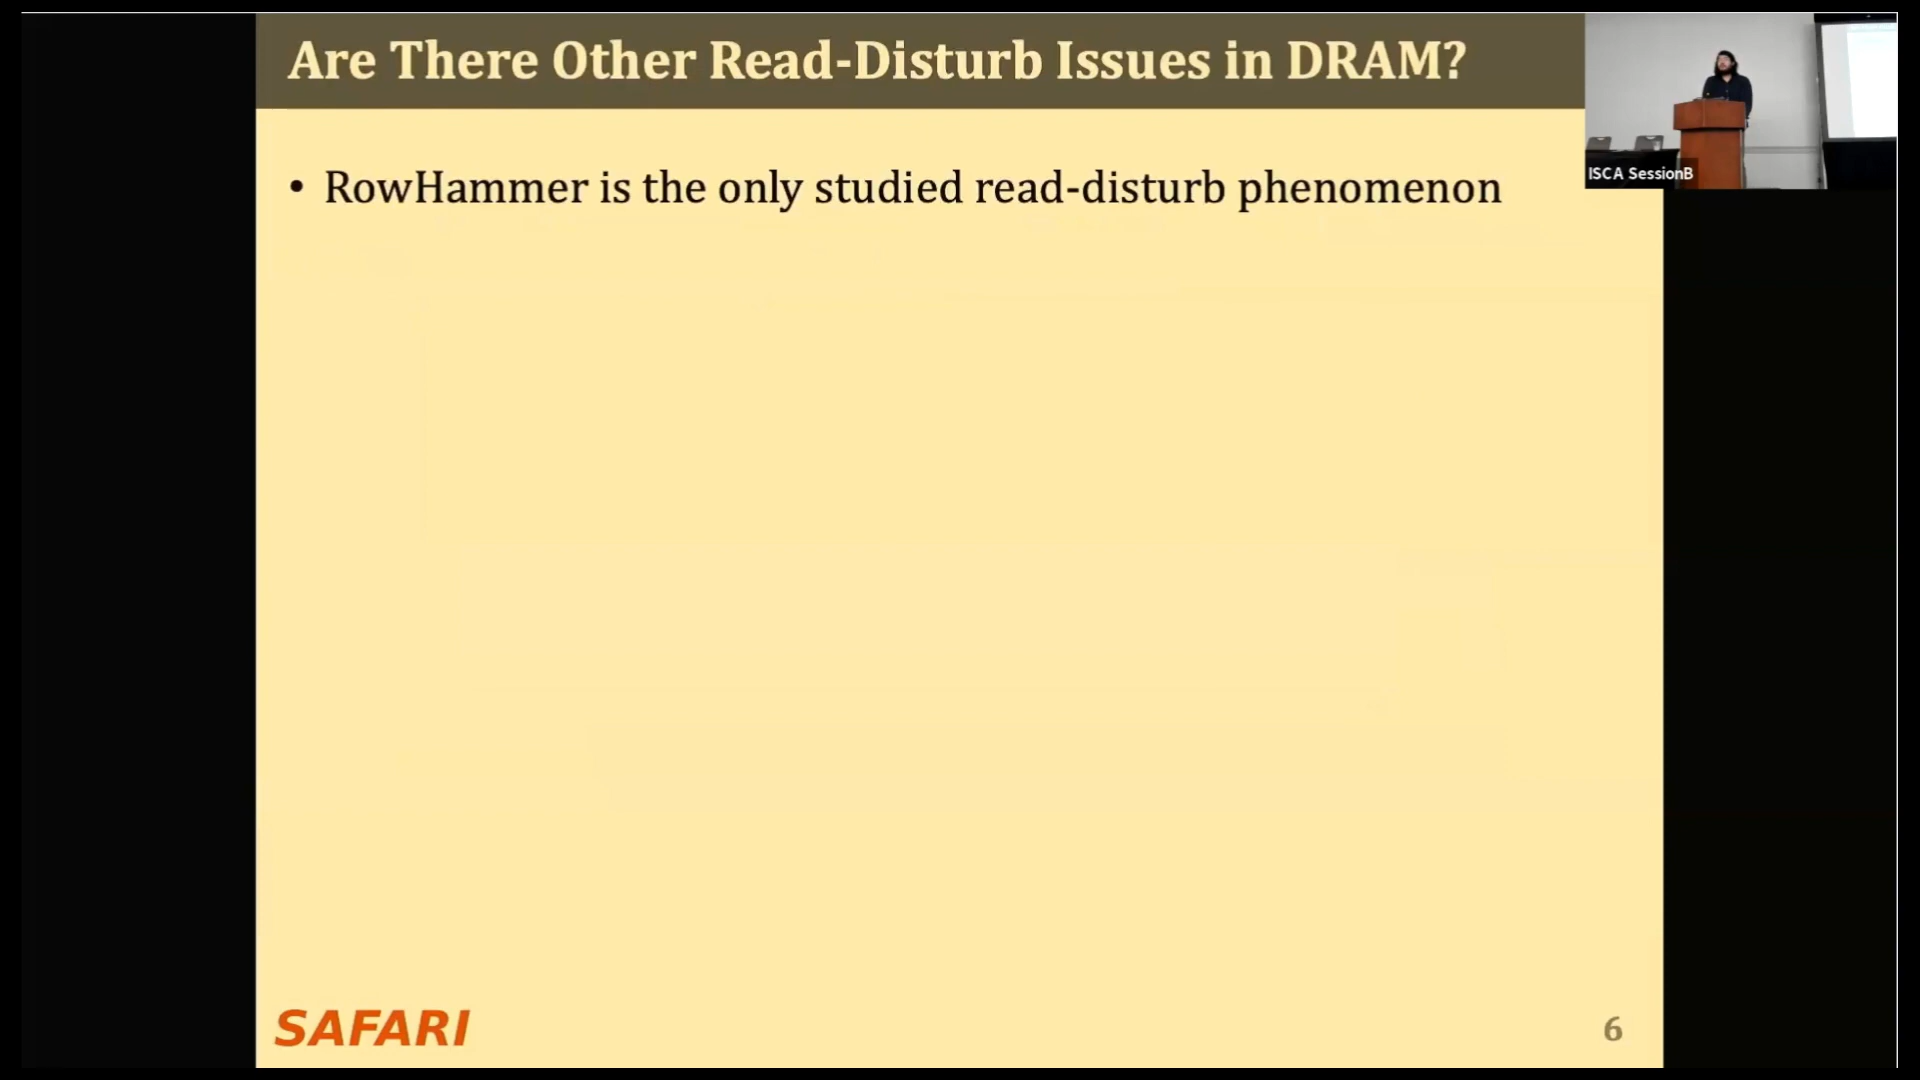 Are There Other Read-Disturb Issues in DRAM?
ISCA SessionB
• RowHammer is the only studied read-disturb phenomenon
SAFARI
6